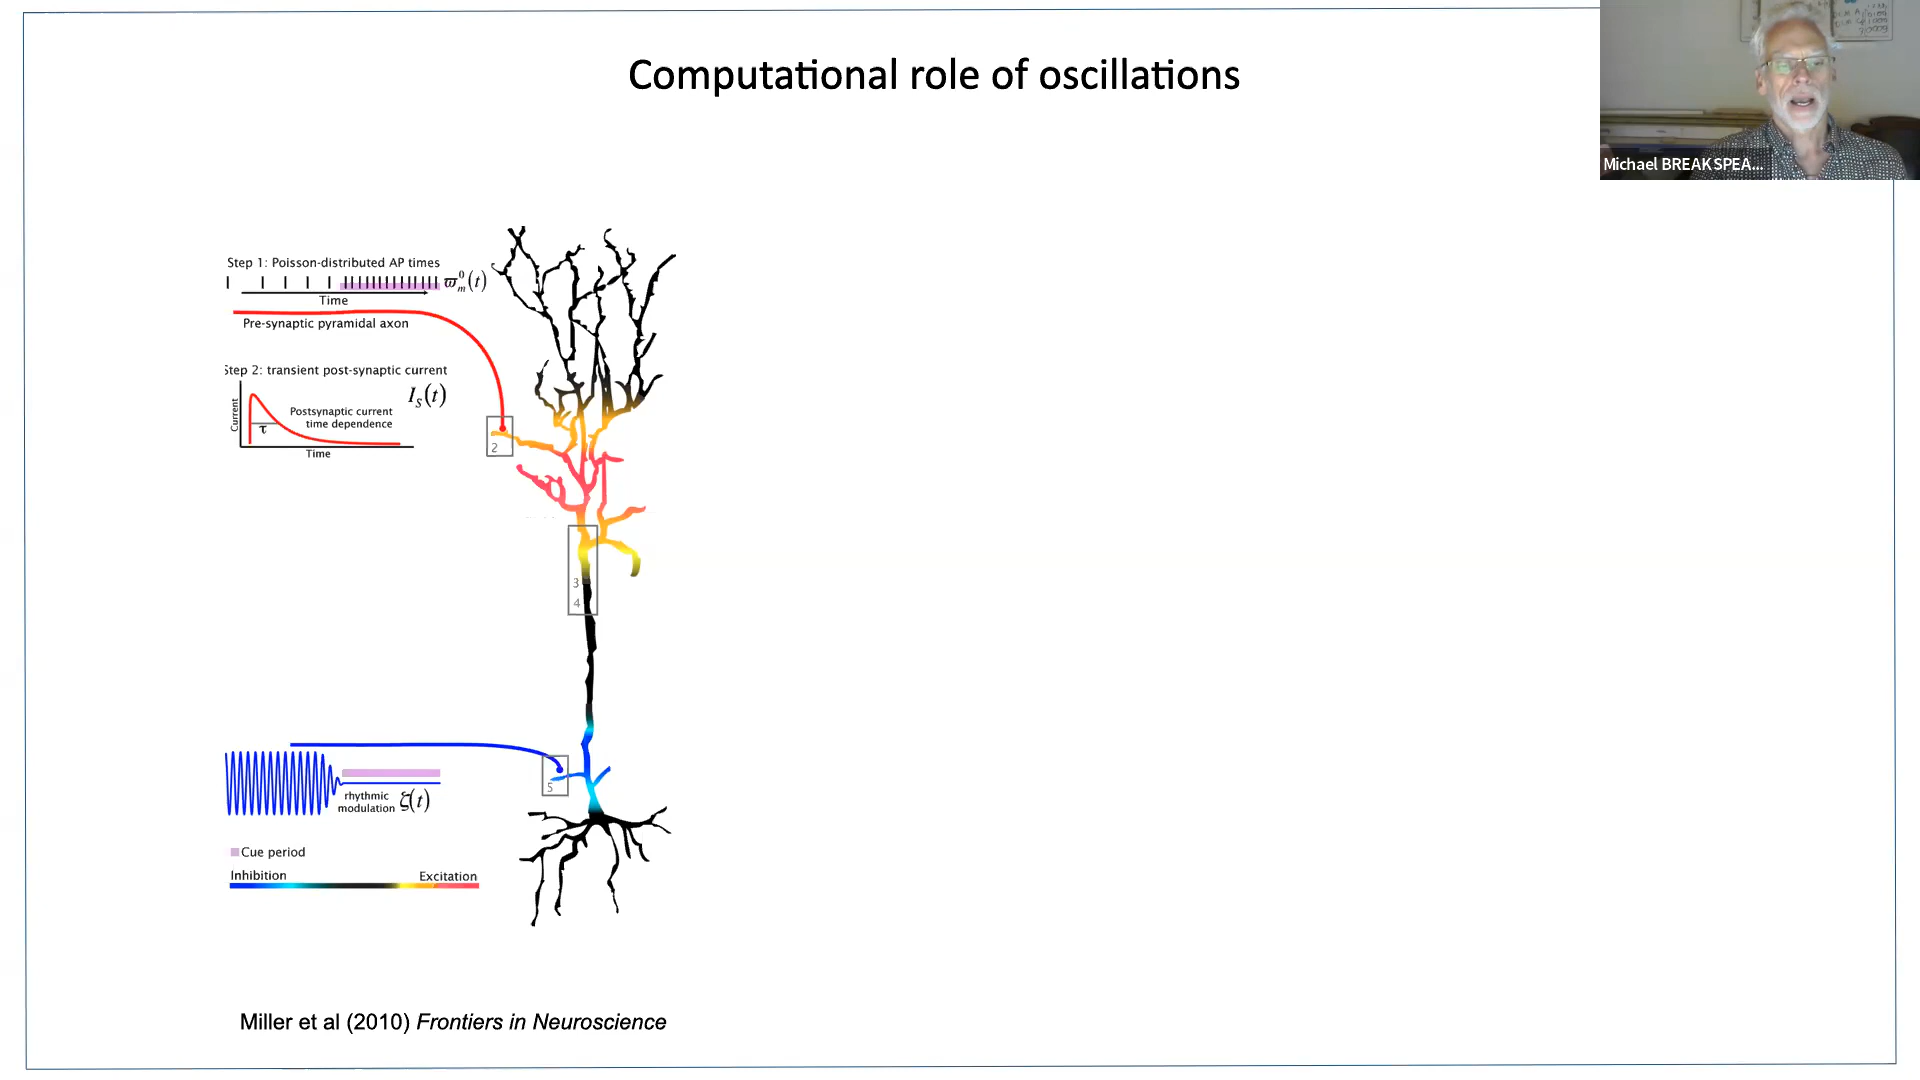 Computational role of oscillations
Michael BREAKSPEA...
Step 1: Poisson-distributed AP times
ϖ⁰ₘ(t)
Time
Pre-synaptic pyramidal axon
Step 2: transient post-synaptic current
Iₛ(t)
Current
Postsynaptic current
time dependence
τ
Time
2
3
4
5
rhythmic
modulation ζ(t)
Cue period
Inhibition Excitation
Miller et al (2010) Frontiers in Neuroscience